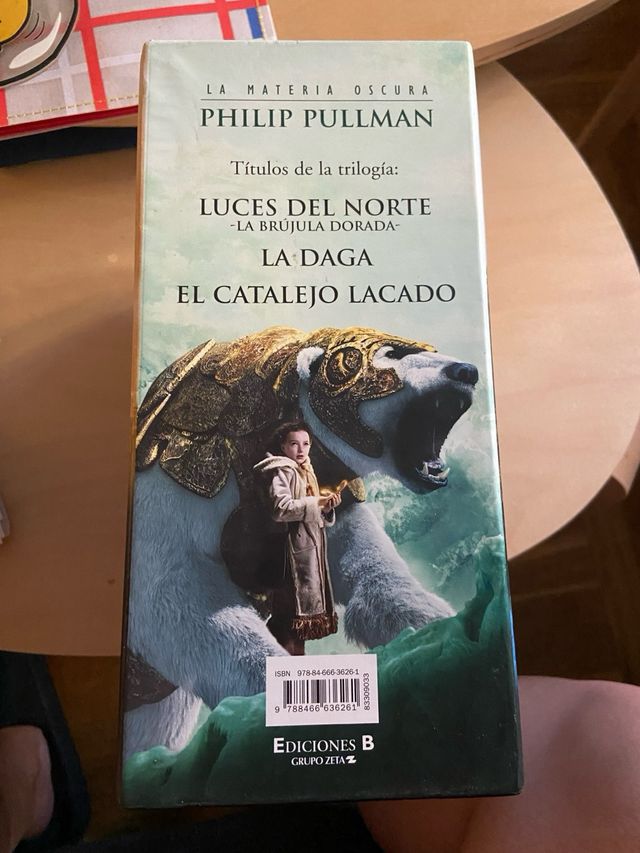 LA MATERIA OSCURA
PHILIP PULLMAN
Títulos de la trilogía:
LUCES DEL NORTE
-LA BRÚJULA DORADA-
LA DAGA
EL CATALEJO LACADO
ISBN 978-84-666-3626-1
9 788466 636261
83309033
EDICIONES B
GRUPO ZETA